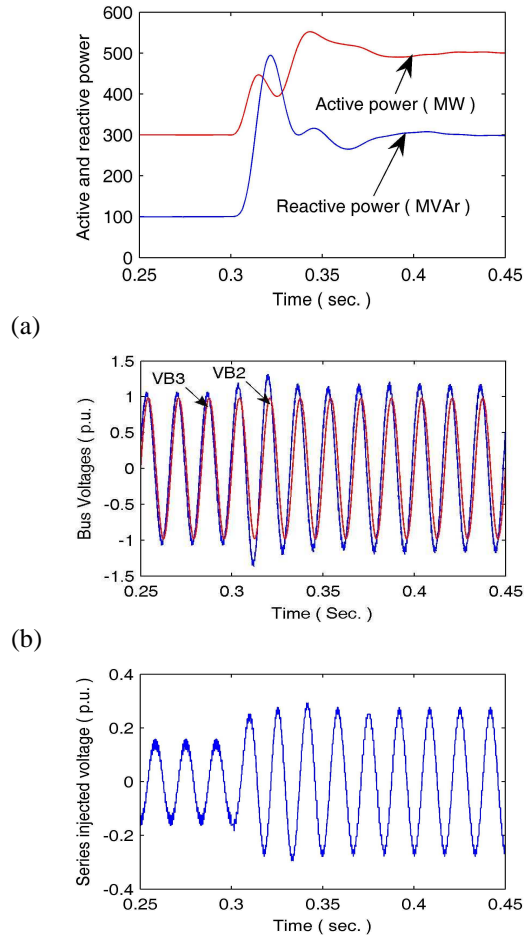 Active and reactive power
600
500
400
300
200
100
0
Active power ( MW )
Reactive power ( MVAr )
0.25
0.3
0.35
0.4
0.45
Time ( sec. )
(a)
Bus Voltages ( p.u. )
1.5
1
0.5
0
-0.5
-1
-1.5
VB3
VB2
0.25
0.3
0.35
0.4
0.45
Time ( Sec. )
(b)
Series injected voltage ( p.u. )
0.4
0.2
0
-0.2
-0.4
0.25
0.3
0.35
0.4
0.45
Time ( sec. )